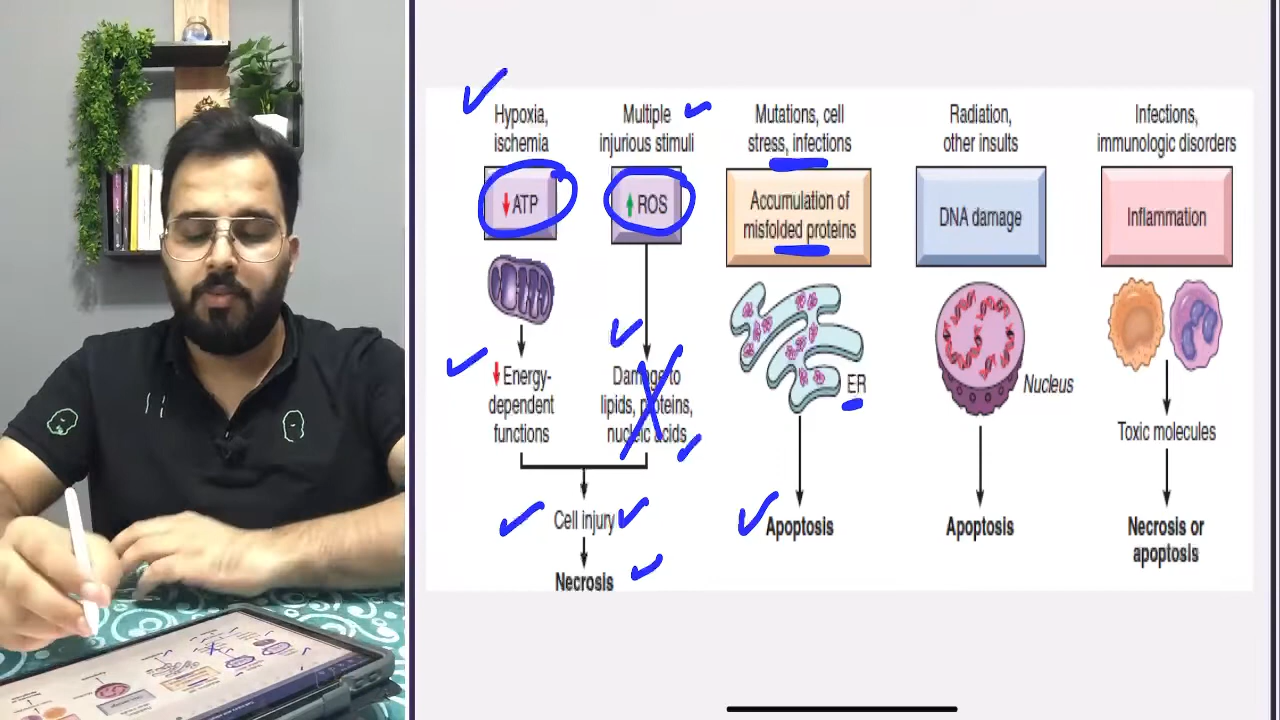 Hypoxia,
ischemia
↓ ATP
↓ Energy-
dependent
functions
Multiple
injurious stimuli
↑ ROS
Damage to
lipids, proteins,
nucleic acids
Cell injury
Necrosis
Mutations, cell
stress, infections
Accumulation of
misfolded proteins
ER
Apoptosis
Radiation,
other insults
DNA damage
Nucleus
Apoptosis
Infections,
immunologic disorders
Inflammation
Toxic molecules
Necrosis or
apoptosis